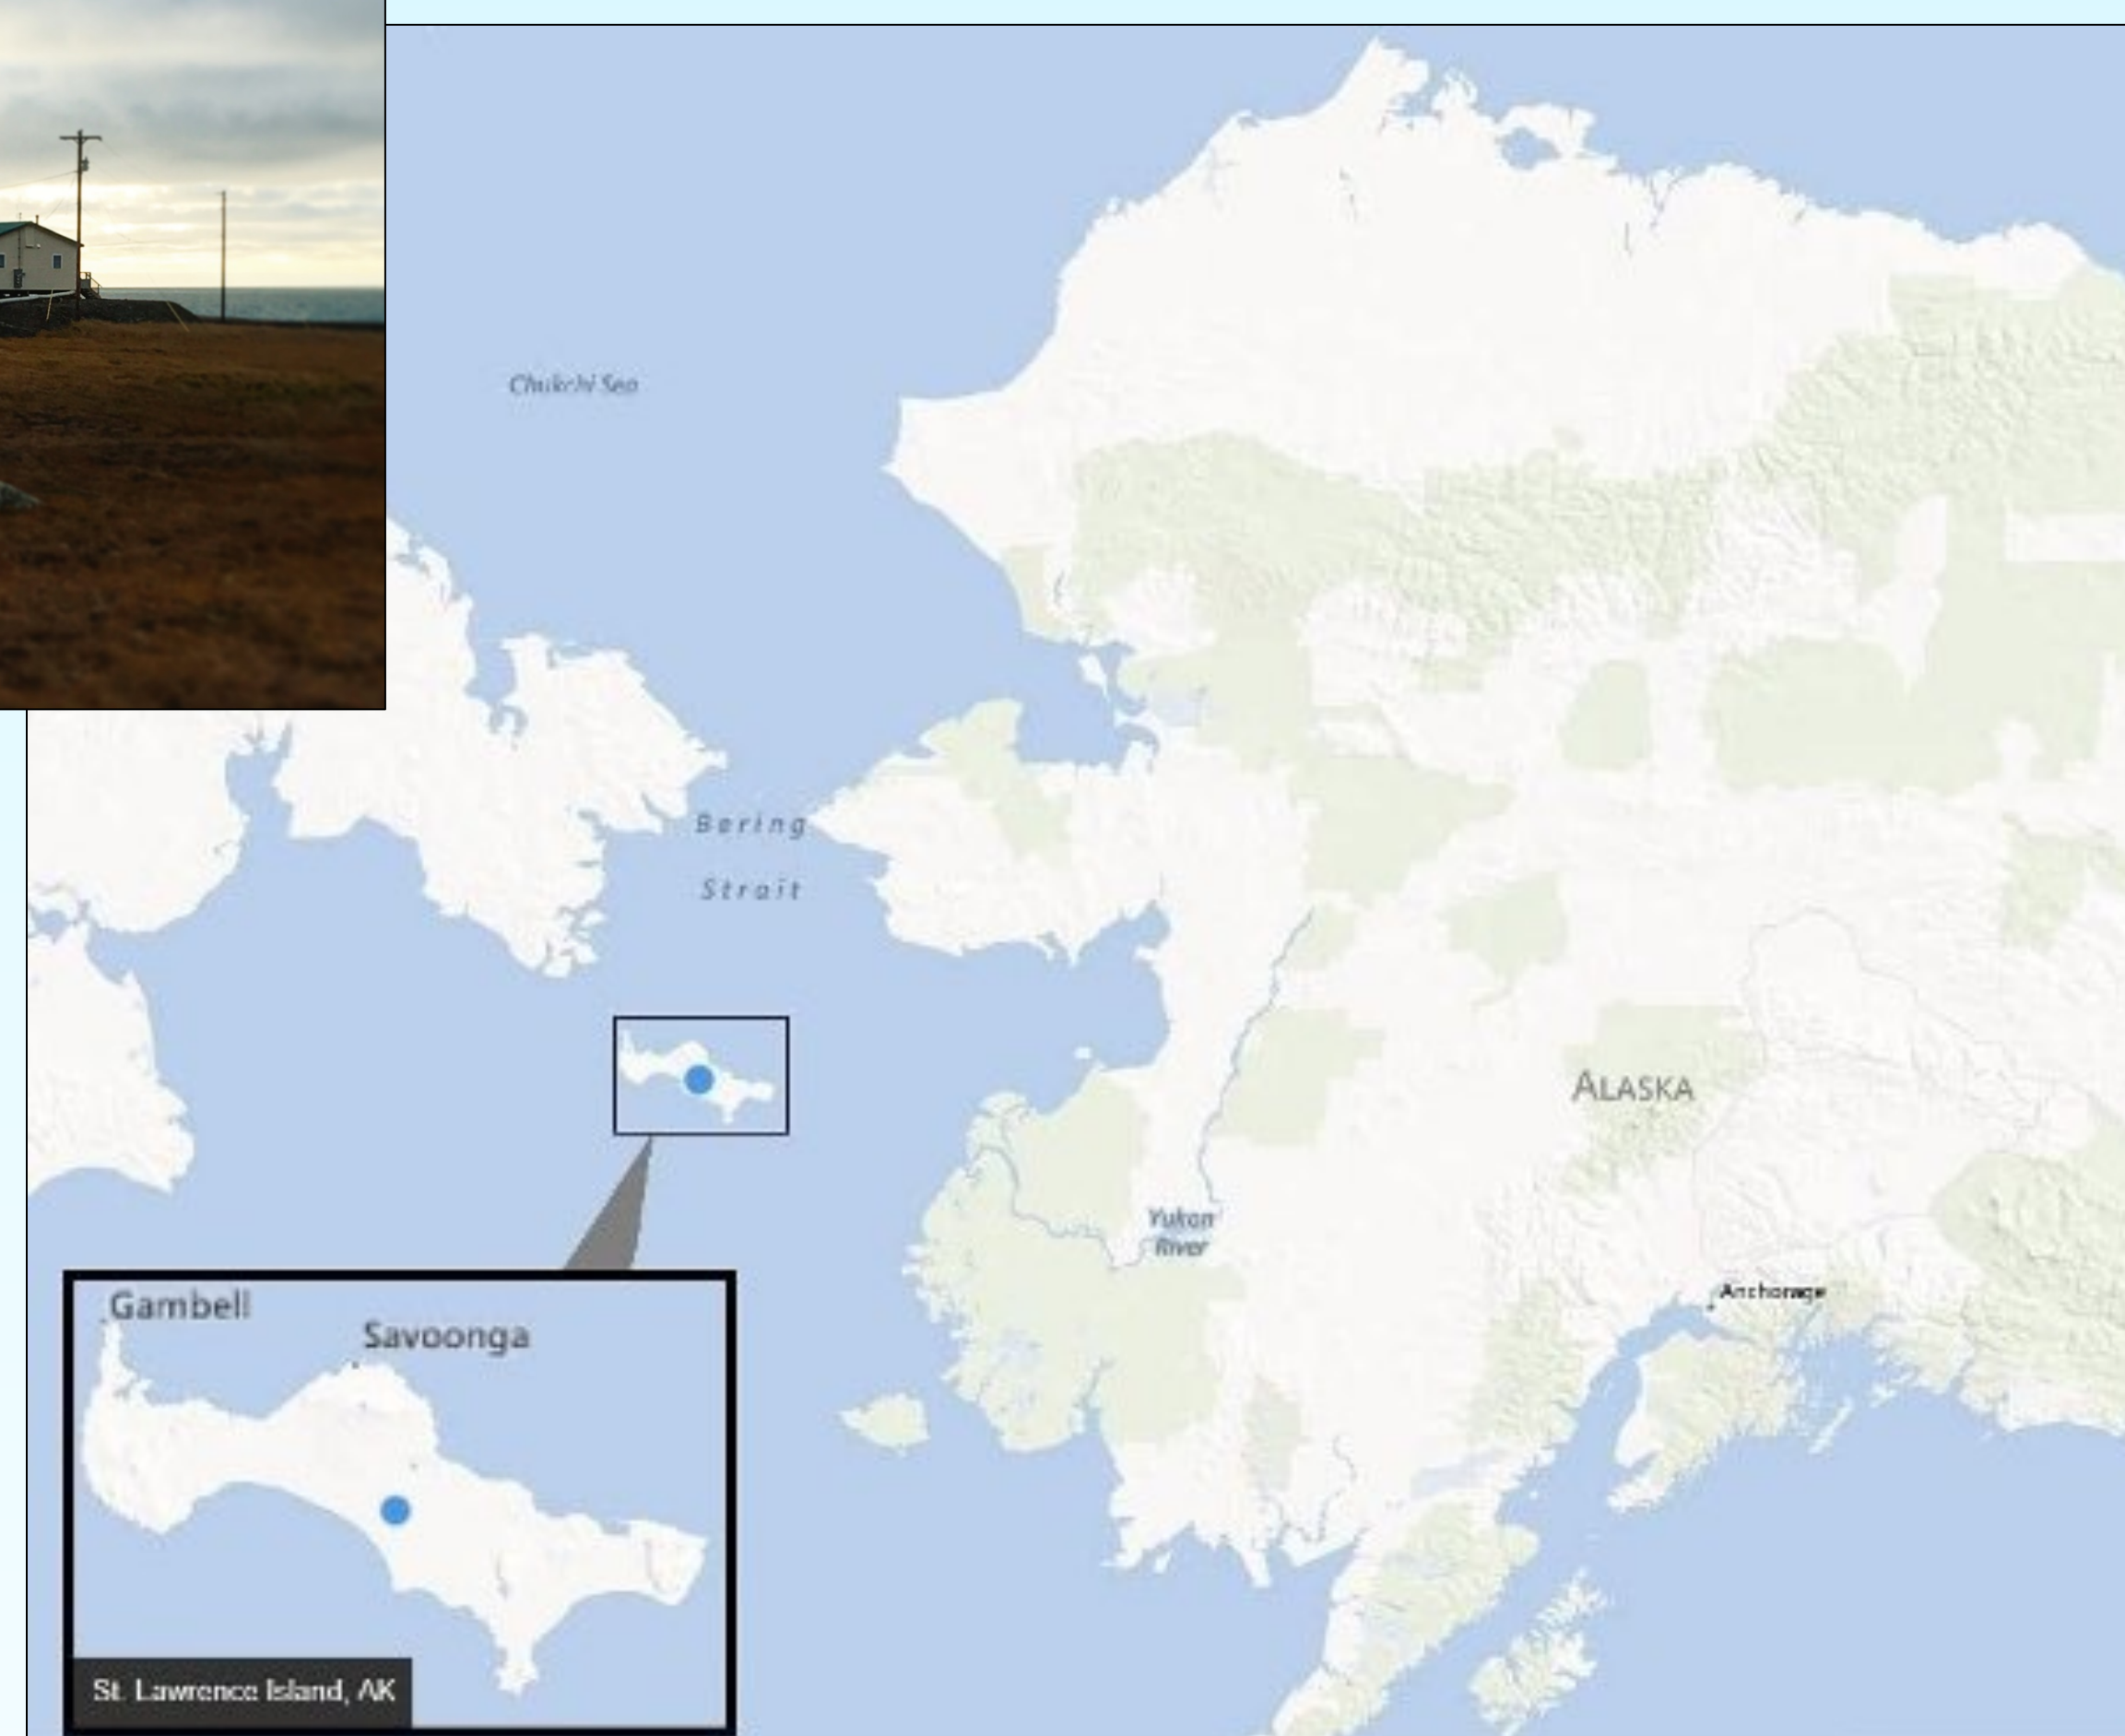 Chukchi Sea
Bering
Strait
ALASKA
Yukon
River
Anchorage
Gambell
Savoonga
St. Lawrence Island, AK